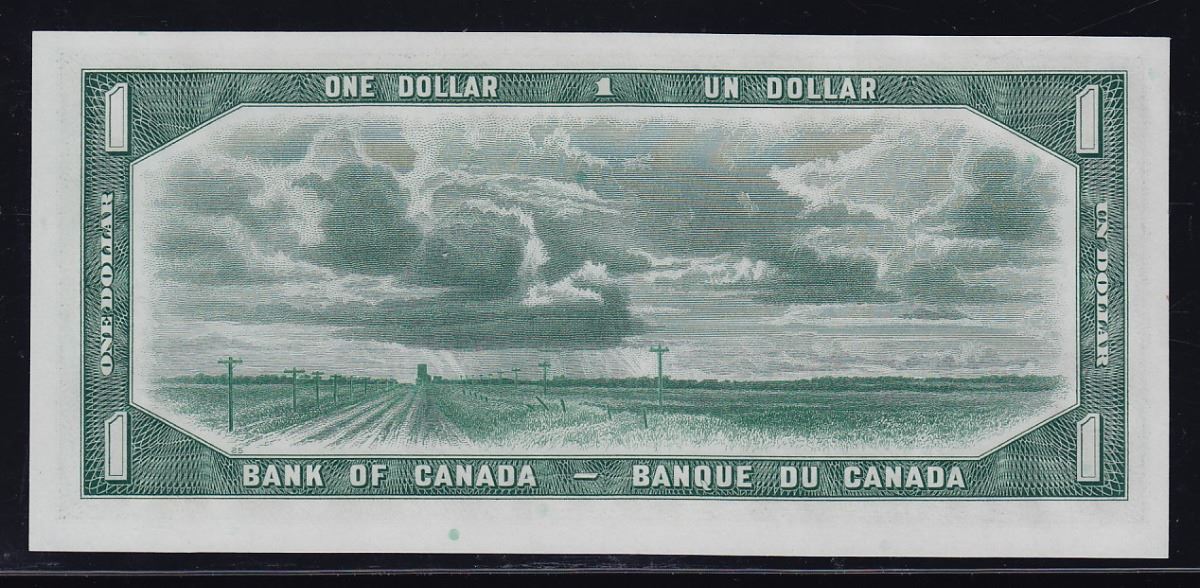 ONE DOLLAR 1 UN DOLLAR
1 1
ONE DOLLAR
UN DOLLAR
1 1
25
BANK OF CANADA — BANQUE DU CANADA